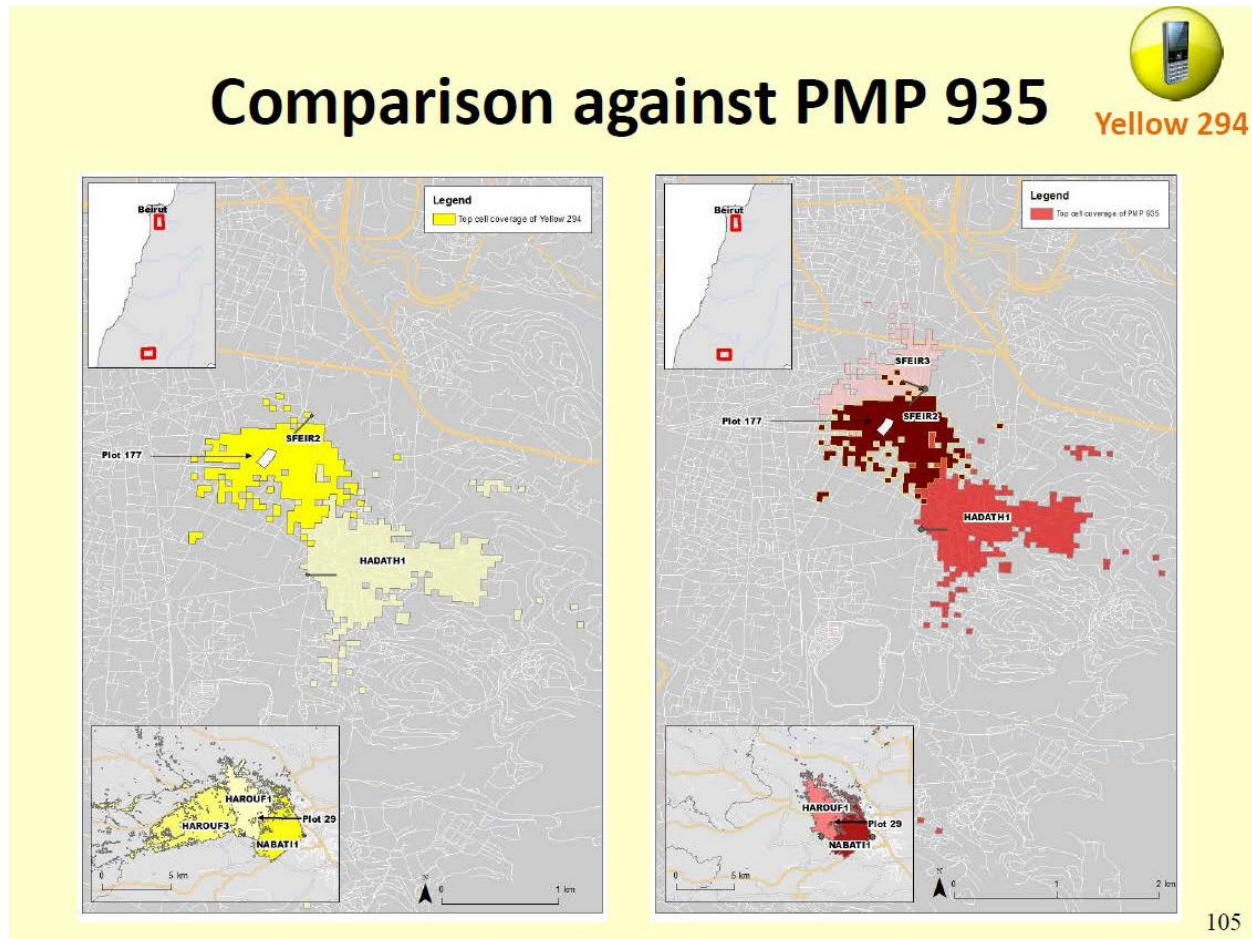 Comparison against PMP 935
Yellow 294
Beirut
Legend
Top cell coverage of Yellow 294
SFEIR2
Plot 177
HADATH1
HAROUF1
HAROUF3
Plot 29
NABATI1
0 5 km
N
0 1 km
Beirut
Legend
Top cell coverage of PMP 935
SFEIR3
SFEIR2
Plot 177
HADATH1
HAROUF1
Plot 29
NABATI1
0 5 km
N
0 1 2 km
105